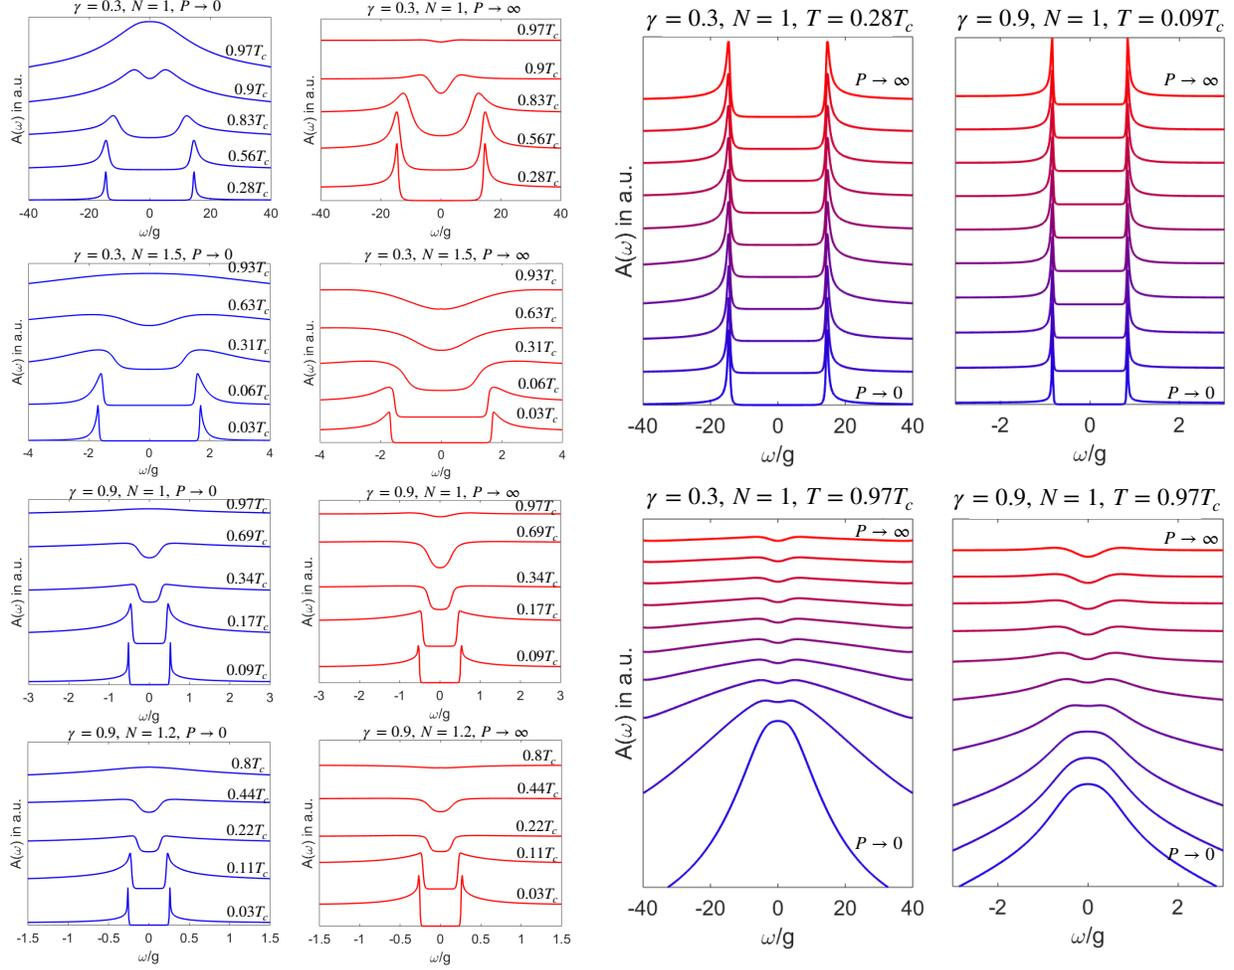 γ = 0.3, N = 1, P → 0
A(ω) in a.u.
0.97T_c
0.9T_c
0.83T_c
0.56T_c
0.28T_c
-40 -20 0 20 40
ω/g
γ = 0.3, N = 1, P → ∞
A(ω) in a.u.
0.97T_c
0.9T_c
0.83T_c
0.56T_c
0.28T_c
-40 -20 0 20 40
ω/g
γ = 0.3, N = 1.5, P → 0
A(ω) in a.u.
0.93T_c
0.63T_c
0.31T_c
0.06T_c
0.03T_c
-4 -2 0 2 4
ω/g
γ = 0.3, N = 1.5, P → ∞
A(ω) in a.u.
0.93T_c
0.63T_c
0.31T_c
0.06T_c
0.03T_c
-4 -2 0 2 4
ω/g
γ = 0.9, N = 1, P → 0
A(ω) in a.u.
0.97T_c
0.69T_c
0.34T_c
0.17T_c
0.09T_c
-3 -2 -1 0 1 2 3
ω/g
γ = 0.9, N = 1, P → ∞
A(ω) in a.u.
0.97T_c
0.69T_c
0.34T_c
0.17T_c
0.09T_c
-3 -2 -1 0 1 2 3
ω/g
γ = 0.9, N = 1.2, P → 0
A(ω) in a.u.
0.8T_c
0.44T_c
0.22T_c
0.11T_c
0.03T_c
-1.5 -1 -0.5 0 0.5 1 1.5
ω/g
γ = 0.9, N = 1.2, P → ∞
A(ω) in a.u.
0.8T_c
0.44T_c
0.22T_c
0.11T_c
0.03T_c
-1.5 -1 -0.5 0 0.5 1 1.5
ω/g
γ = 0.3, N = 1, T = 0.28T_c
A(ω) in a.u.
P → ∞
P → 0
-40 -20 0 20 40
ω/g
γ = 0.9, N = 1, T = 0.09T_c
P → ∞
P → 0
-2 0 2
ω/g
γ = 0.3, N = 1, T = 0.97T_c
A(ω) in a.u.
P → ∞
P → 0
-40 -20 0 20 40
ω/g
γ = 0.9, N = 1, T = 0.97T_c
P → ∞
P → 0
-2 0 2
ω/g